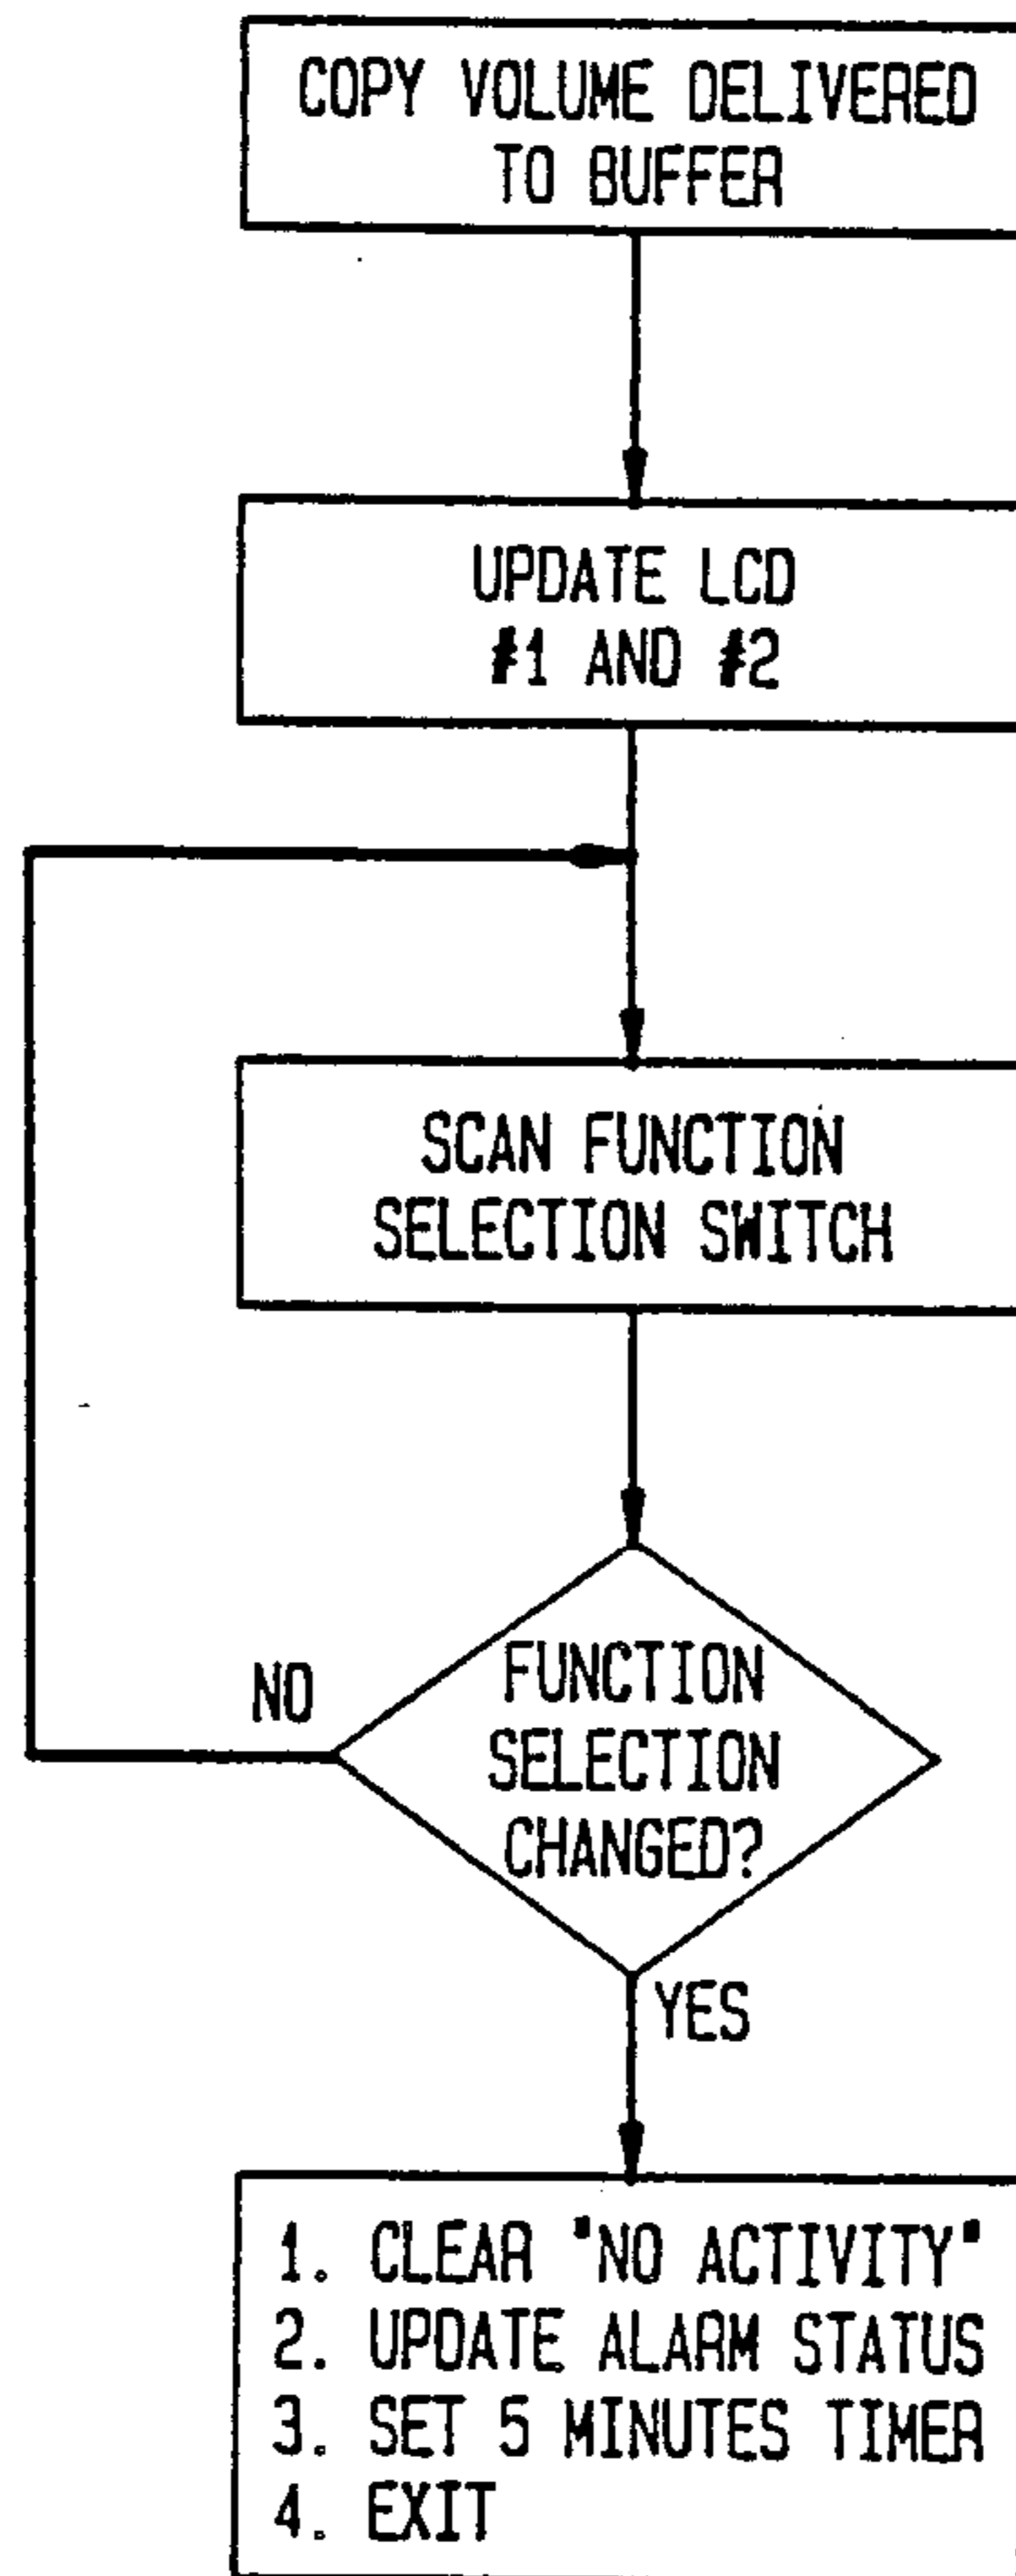 COPY VOLUME DELIVERED
TO BUFFER
UPDATE LCD
#1 AND #2
SCAN FUNCTION
SELECTION SWITCH
FUNCTION
SELECTION
CHANGED?
NO
YES
1. CLEAR "NO ACTIVITY"
2. UPDATE ALARM STATUS
3. SET 5 MINUTES TIMER
4. EXIT